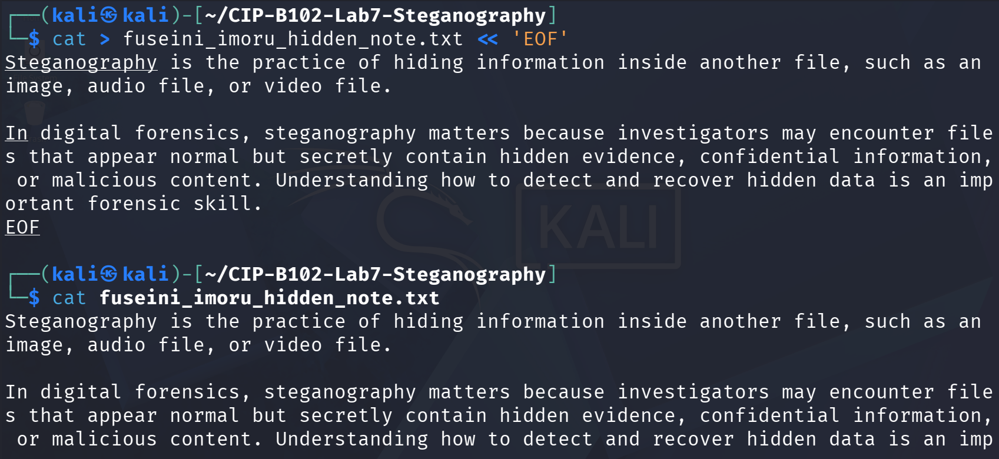 ┌──(kali㉿kali)-[~/CIP-B102-Lab7-Steganography]
└─$ cat > fuseini_imoru_hidden_note.txt << 'EOF'
Steganography is the practice of hiding information inside another file, such as an
image, audio file, or video file.

In digital forensics, steganography matters because investigators may encounter file
s that appear normal but secretly contain hidden evidence, confidential information,
 or malicious content. Understanding how to detect and recover hidden data is an imp
ortant forensic skill.
EOF

┌──(kali㉿kali)-[~/CIP-B102-Lab7-Steganography]
└─$ cat fuseini_imoru_hidden_note.txt
Steganography is the practice of hiding information inside another file, such as an
image, audio file, or video file.

In digital forensics, steganography matters because investigators may encounter file
s that appear normal but secretly contain hidden evidence, confidential information,
 or malicious content. Understanding how to detect and recover hidden data is an imp
KALI